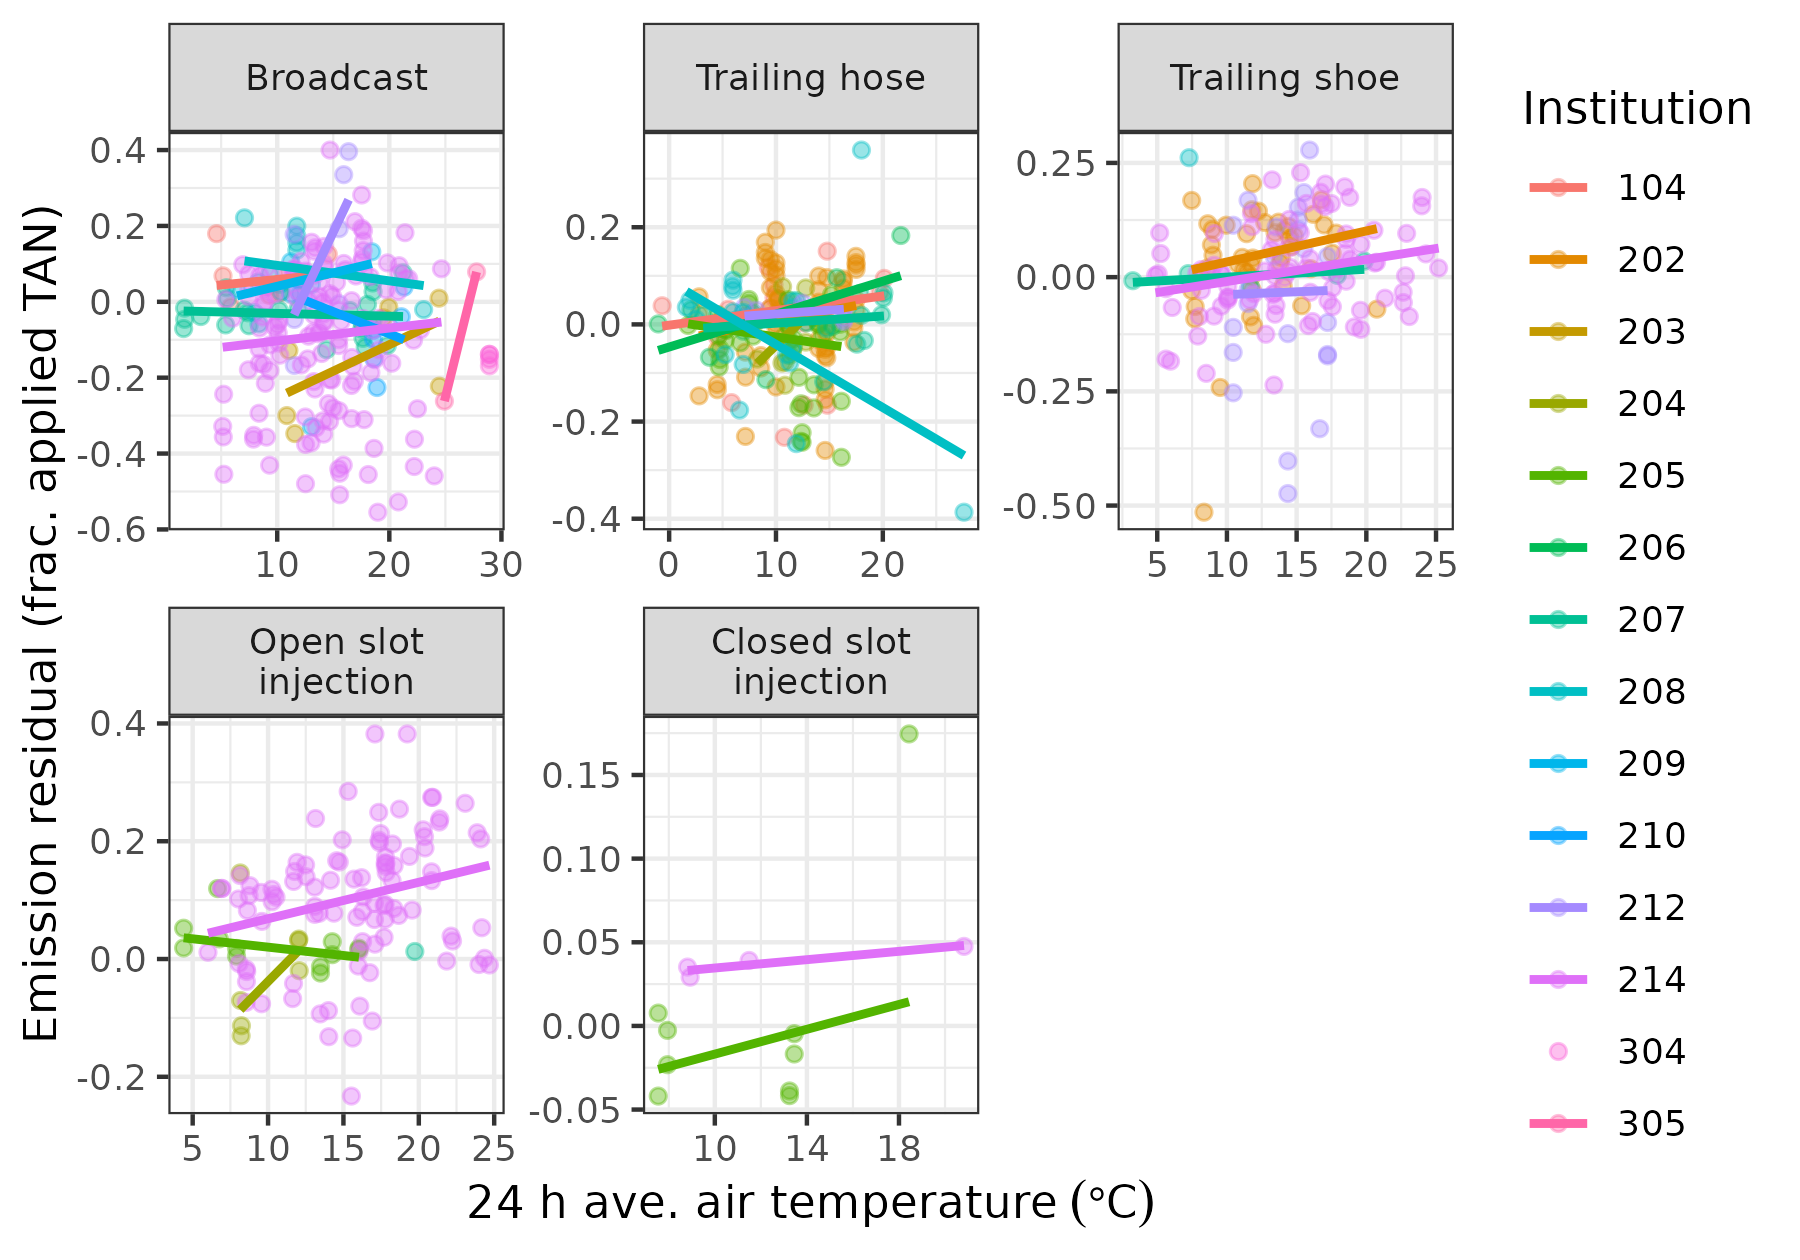 Broadcast
Trailing hose
Trailing shoe
Institution
104
202
203
204
205
206
207
208
209
210
212
214
304
305
Emission residual (frac. applied TAN)
0.4
0.2
0.0
-0.2
-0.4
-0.6
10 20 30
0.2
0.0
-0.2
-0.4
0 10 20
0.25
0.00
-0.25
-0.50
5 10 15 20 25
Open slot
injection
Closed slot
injection
0.4
0.2
0.0
-0.2
5 10 15 20 25
0.15
0.10
0.05
0.00
-0.05
10 14 18
24 h ave. air temperature (°C)